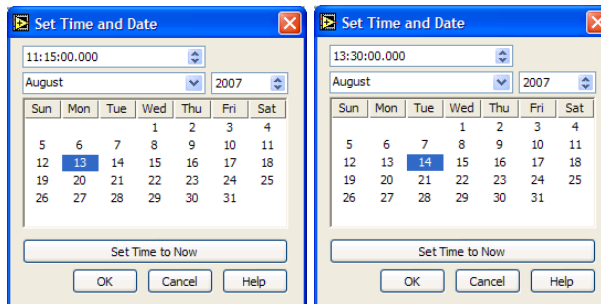 Set Time and Date
11:15:00.000
August 2007
Sun Mon Tue Wed Thu Fri Sat
1 2 3 4
5 6 7 8 9 10 11
12 13 14 15 16 17 18
19 20 21 22 23 24 25
26 27 28 29 30 31
Set Time to Now
OK Cancel Help
Set Time and Date
13:30:00.000
August 2007
Sun Mon Tue Wed Thu Fri Sat
1 2 3 4
5 6 7 8 9 10 11
12 13 14 15 16 17 18
19 20 21 22 23 24 25
26 27 28 29 30 31
Set Time to Now
OK Cancel Help